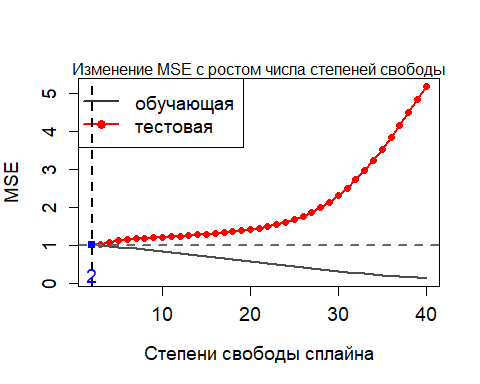 Изменение MSE с ростом числа степеней свободы
обучающая
тестовая
MSE
5
4
3
2
1
0
2
10
20
30
40
Степени свободы сплайна